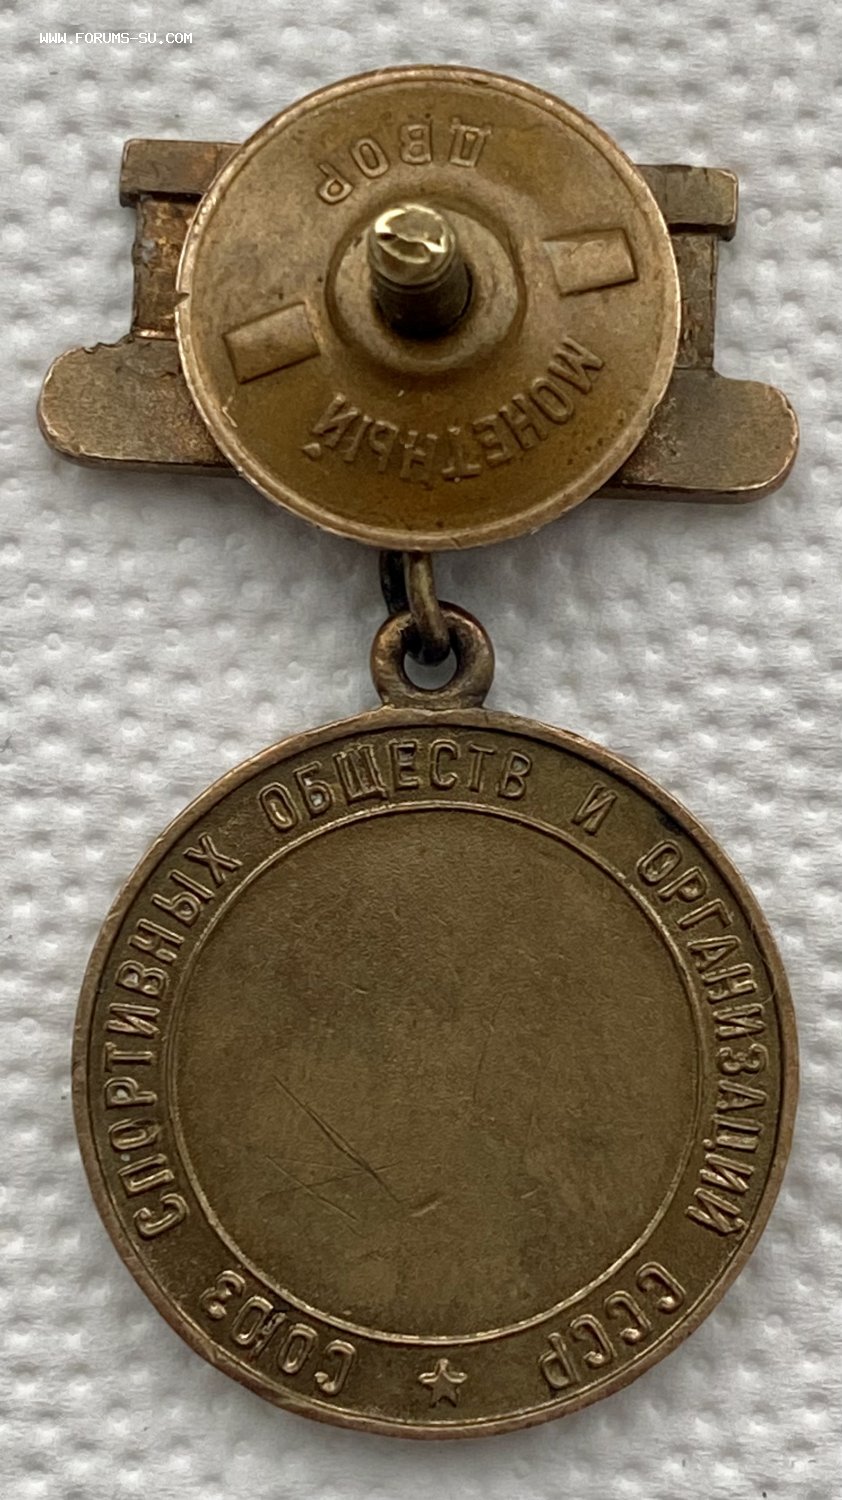 WWW.FORUMS-SU.COM
МОНЕТНЫЙ
ДВОР
СОЮЗ СПОРТИВНЫХ ОБЩЕСТВ И ОРГАНИЗАЦИЙ СССР